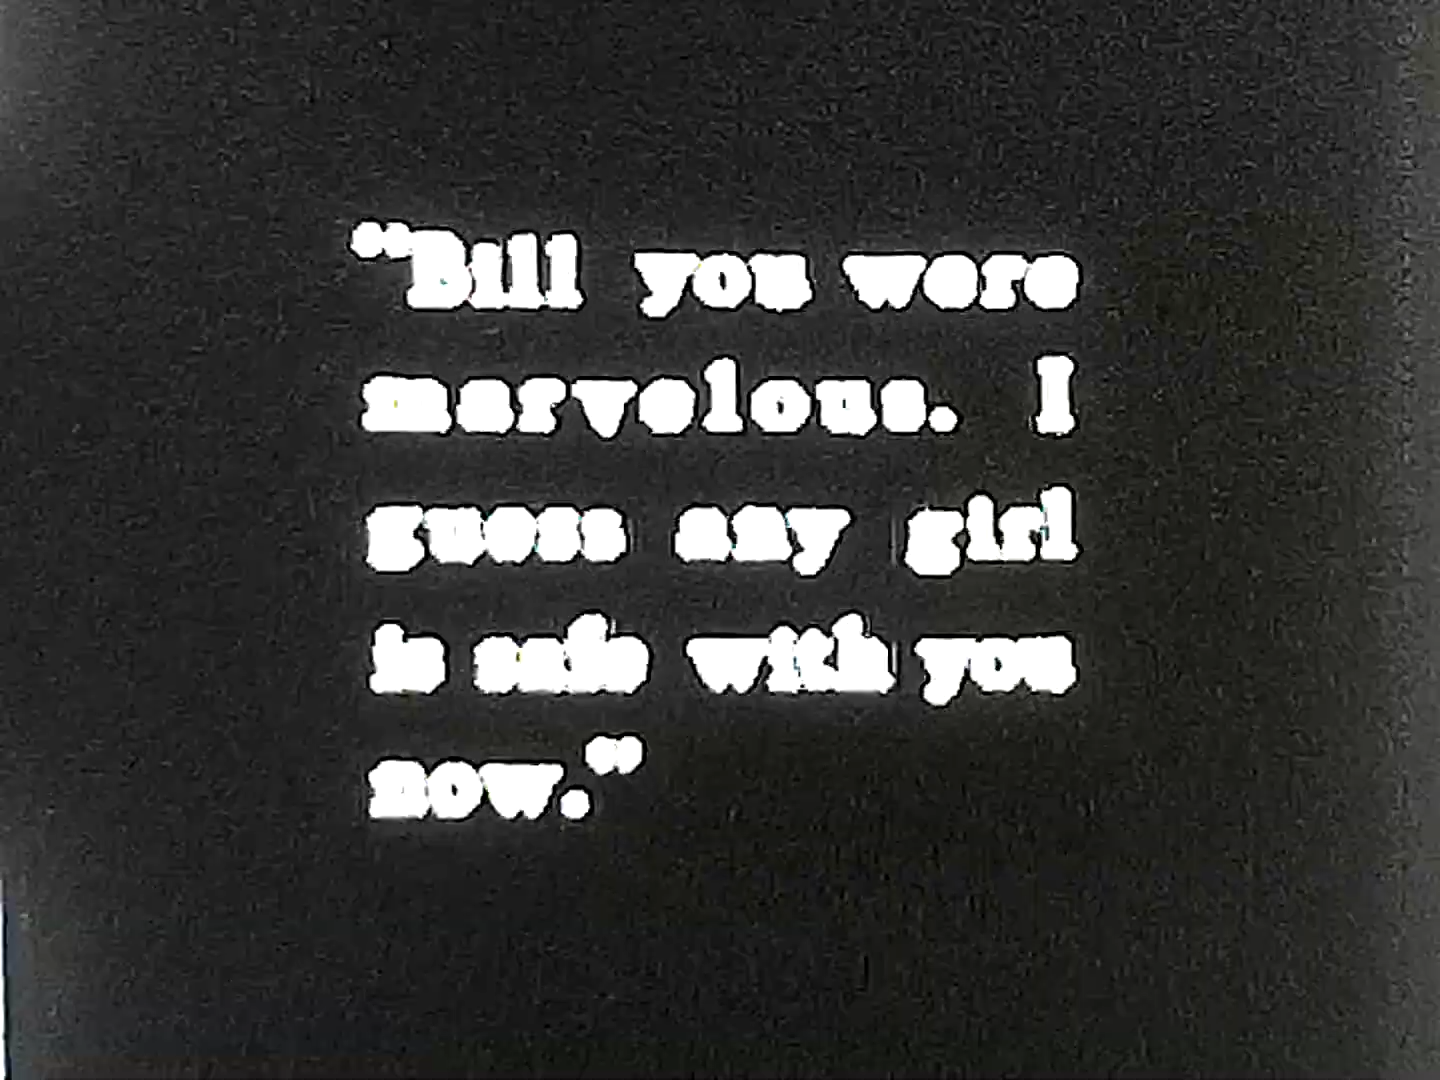 "Bill you were
marvelous. I
guess any girl
is safe with you
now."